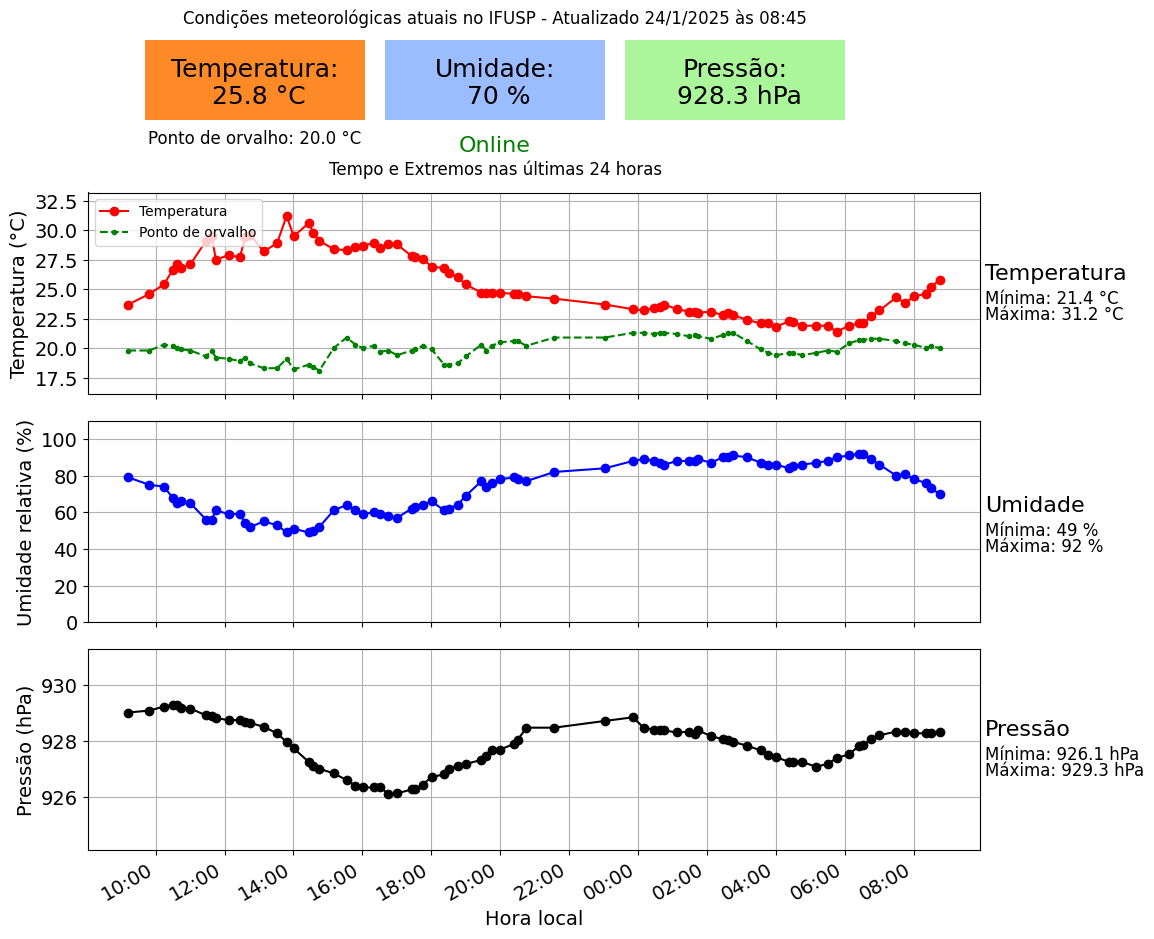 Condições meteorológicas atuais no IFUSP - Atualizado 24/1/2025 às 08:45
Temperatura:
25.8 °C
Umidade:
70 %
Pressão:
928.3 hPa
Ponto de orvalho: 20.0 °C
Online
Tempo e Extremos nas últimas 24 horas
Temperatura (°C)
32.5
30.0
27.5
25.0
22.5
20.0
17.5
Temperatura
Ponto de orvalho
Temperatura
Mínima: 21.4 °C
Máxima: 31.2 °C
Umidade relativa (%)
100
80
60
40
20
0
Umidade
Mínima: 49 %
Máxima: 92 %
Pressão (hPa)
930
928
926
Pressão
Mínima: 926.1 hPa
Máxima: 929.3 hPa
10:00
12:00
14:00
16:00
18:00
20:00
22:00
00:00
02:00
04:00
06:00
08:00
Hora local